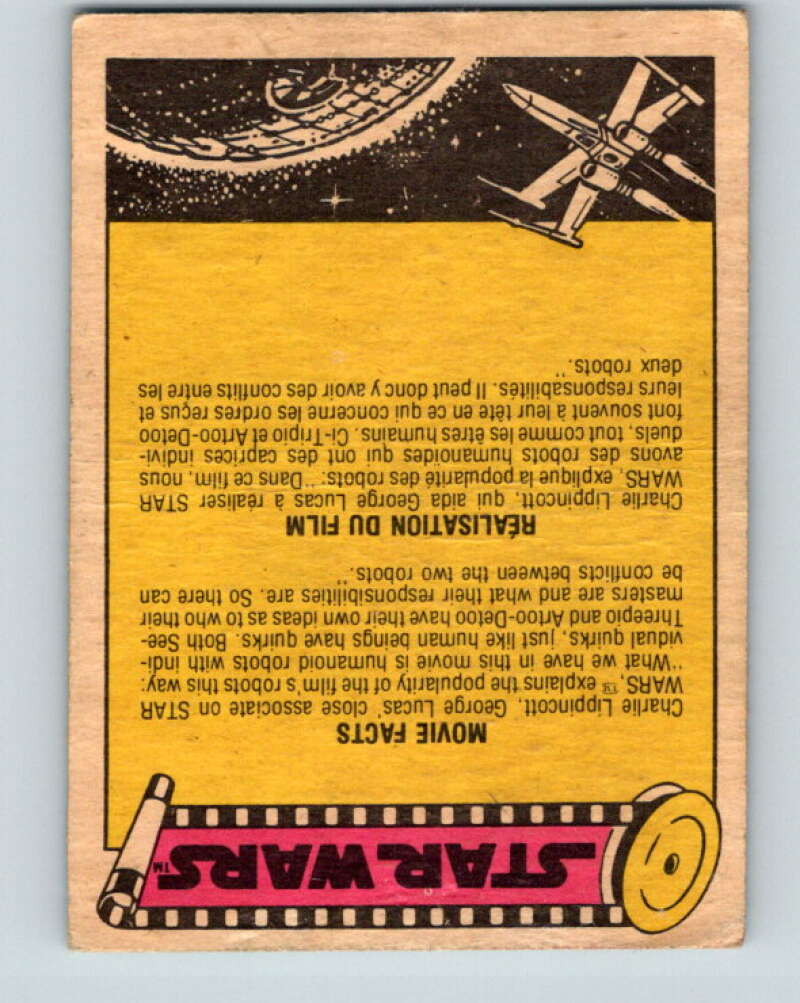 STAR WARS™
MOVIE FACTS
Charlie Lippincott, George Lucas' close associate on STAR
WARS,™ explains the popularity of the film's robots this way:
"What we have in this movie is humanoid robots with indi-
vidual quirks, just like human beings have quirks. Both See-
Threepio and Artoo-Detoo have their own ideas as to who their
masters are and what their responsibilities are. So there can
be conflicts between the two robots."
RÉALISATION DU FILM
Charlie Lippincott, qui aida George Lucas à réaliser STAR
WARS, explique la popularité des robots: "Dans ce film, nous
avons des robots humanoïdes qui ont des caprices indivi-
duels, tout comme les êtres humains. Ci-Tripio et Artoo-Detoo
font souvent à leur tête en ce qui concerne les ordres reçus et
leurs responsabilités. Il peut donc y avoir des conflits entre les
deux robots."